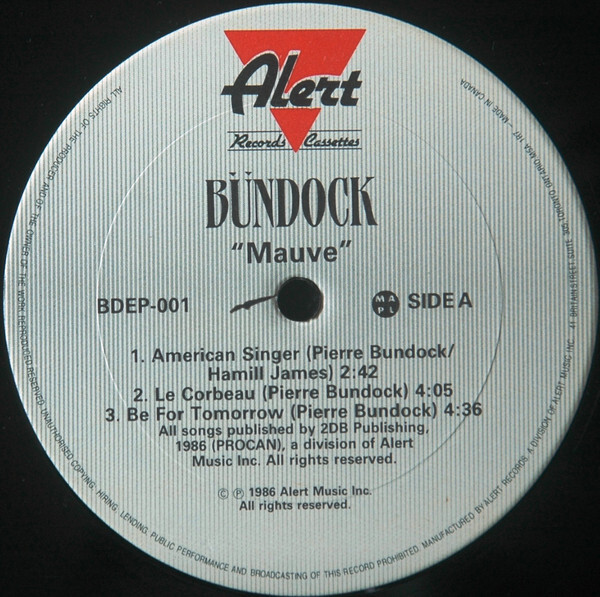 Alert
Records Cassettes
BÜNDOCK
"Mauve"
BDEP-001
MAPL SIDE A
1. American Singer (Pierre Bundock/
Hamill James) 2:42
2. Le Corbeau (Pierre Bundock) 4:05
3. Be For Tomorrow (Pierre Bundock) 4:36
All songs published by 2DB Publishing,
1986 (PROCAN), a division of Alert
Music Inc. All rights reserved.
© ℗ 1986 Alert Music Inc.
All rights reserved.
ALL RIGHTS OF THE PRODUCER AND OF THE OWNER OF THE WORK REPRODUCED RESERVED. UNAUTHORISED COPYING, HIRING, LENDING, PUBLIC PERFORMANCE AND BROADCASTING OF THIS RECORD PROHIBITED. MANUFACTURED BY ALERT RECORDS, A DIVISION OF ALERT MUSIC INC. 41 BRITAIN STREET, SUITE 305, TORONTO, ONTARIO M5A 1R7 · MADE IN CANADA